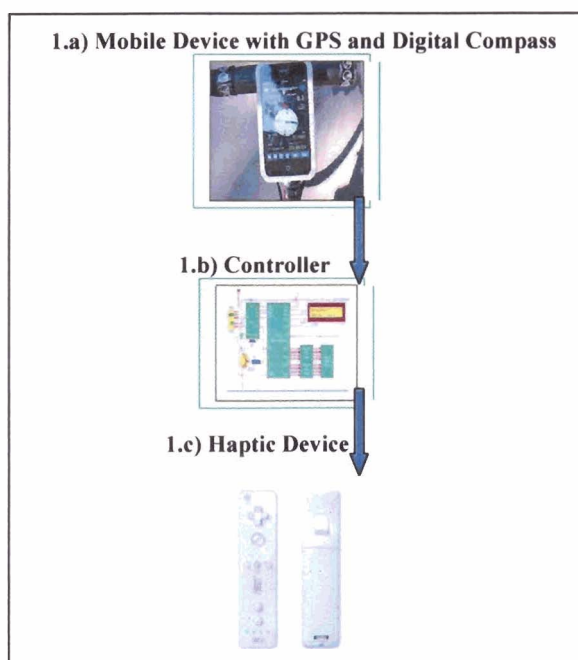 1.a) Mobile Device with GPS and Digital Compass
1.b) Controller
1.c) Haptic Device